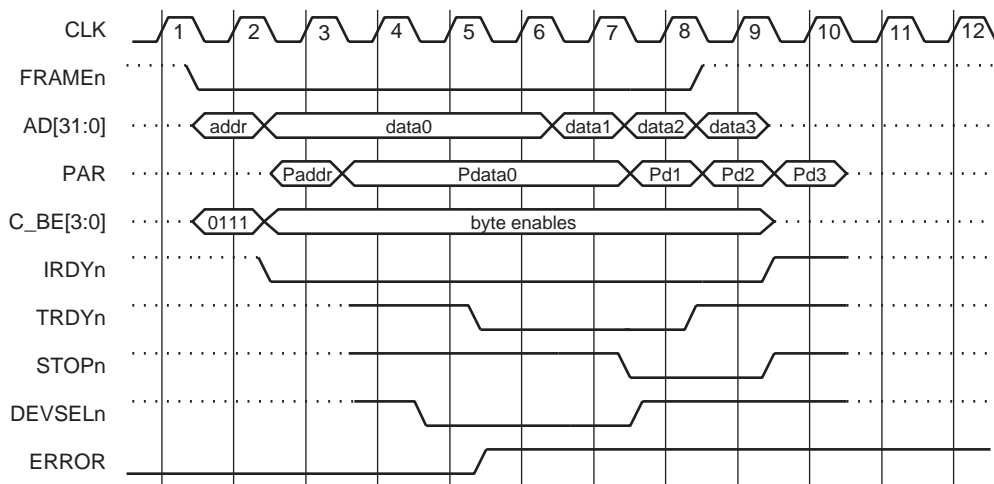 CLK 1 2 3 4 5 6 7 8 9 10 11 12
FRAMEn
AD[31:0] addr data0 data1 data2 data3
PAR Paddr Pdata0 Pd1 Pd2 Pd3
C_BE[3:0] 0111 byte enables
IRDYn
TRDYn
STOPn
DEVSELn
ERROR